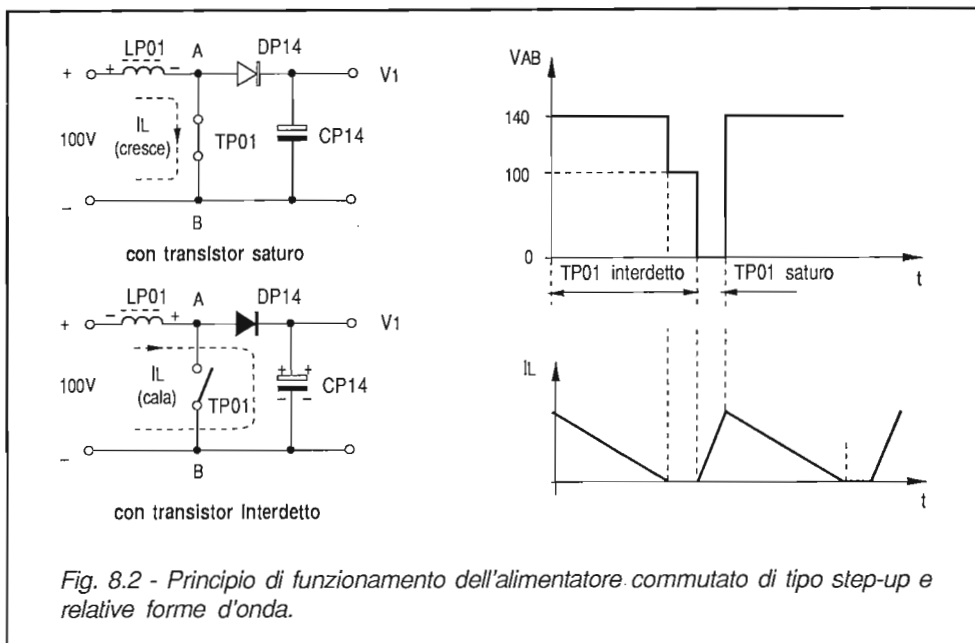 LP01
A
DP14
+
+
-
V1
100V
IL
(cresce)
TP01
CP14
-
B
con transistor saturo
LP01
A
DP14
+
-
+
V1
100V
IL
(cala)
TP01
+ +
CP14
- -
-
B
con transistor Interdetto
VAB
140
100
0
TP01 interdetto
TP01 saturo
t
IL
t
Fig. 8.2 - Principio di funzionamento dell'alimentatore commutato di tipo step-up e
relative forme d'onda.